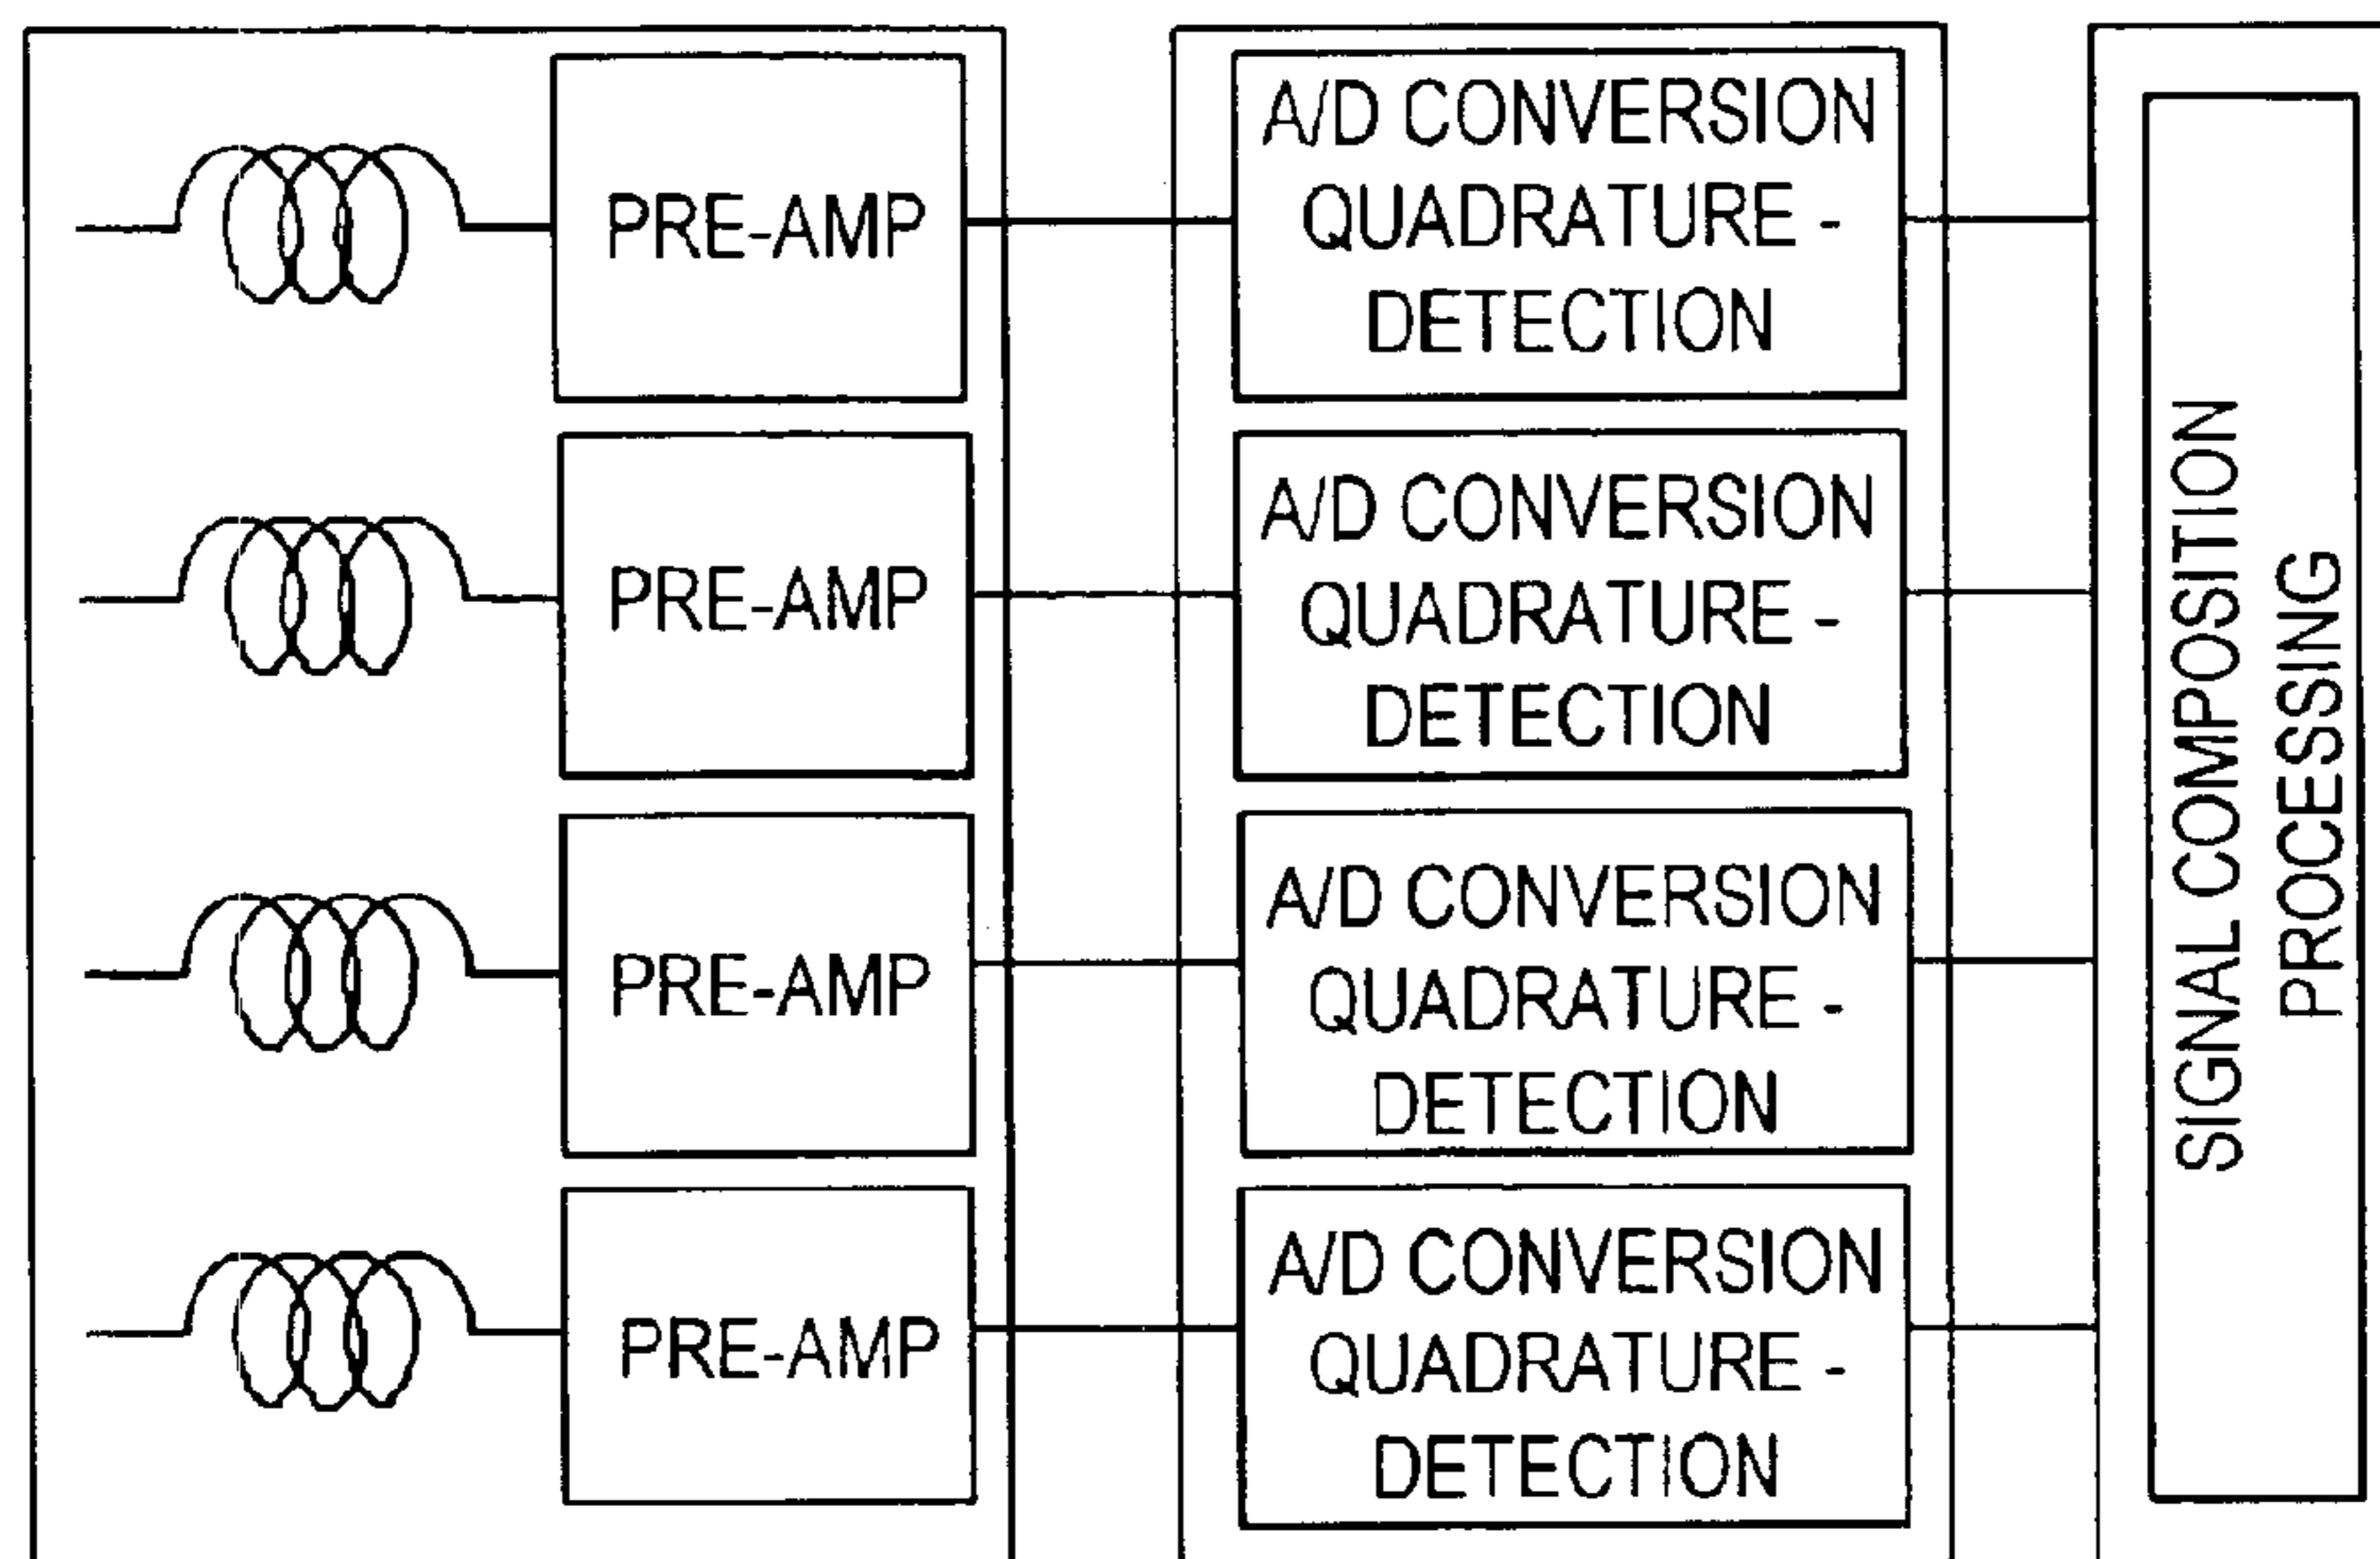 PRE-AMP
A/D CONVERSION
QUADRATURE -
DETECTION
PRE-AMP
A/D CONVERSION
QUADRATURE -
DETECTION
PRE-AMP
A/D CONVERSION
QUADRATURE -
DETECTION
PRE-AMP
A/D CONVERSION
QUADRATURE -
DETECTION
SIGNAL COMPOSITION
PROCESSING